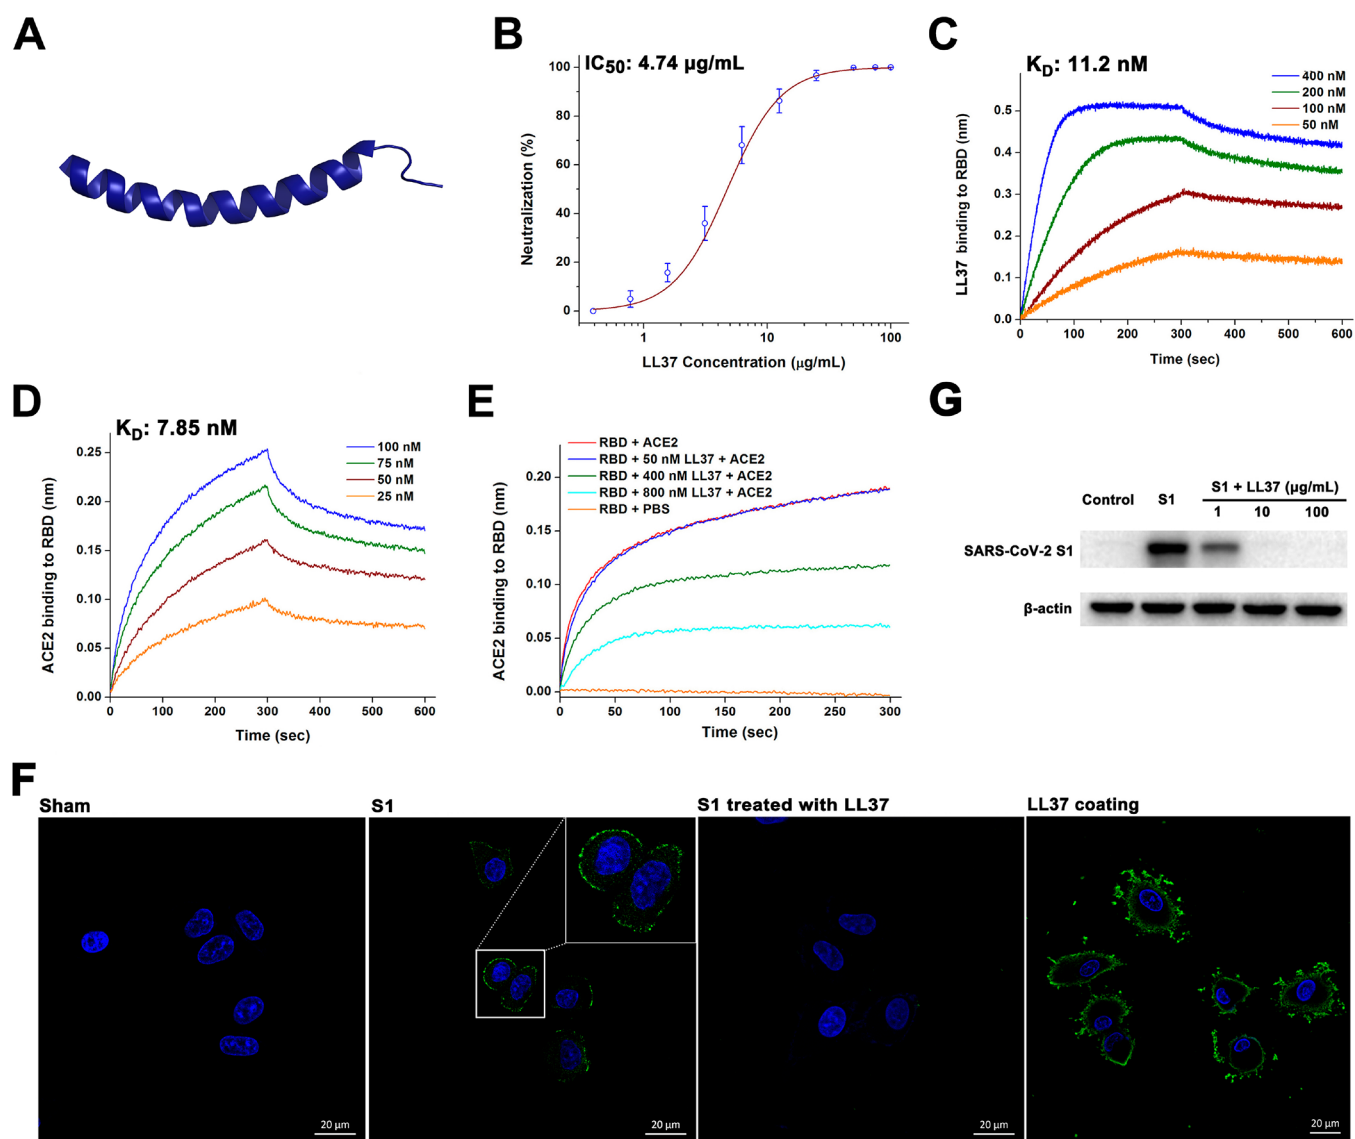 A
B
IC50: 4.74 μg/mL
Neutralization (%)
100
80
60
40
20
0
1
10
100
LL37 Concentration (μg/mL)
C
KD: 11.2 nM
400 nM
200 nM
100 nM
50 nM
LL37 binding to RBD (nm)
0.5
0.4
0.3
0.2
0.1
0.0
0
100
200
300
400
500
600
Time (sec)
D
KD: 7.85 nM
100 nM
75 nM
50 nM
25 nM
ACE2 binding to RBD (nm)
0.25
0.20
0.15
0.10
0.05
0.00
0
100
200
300
400
500
600
Time (sec)
E
RBD + ACE2
RBD + 50 nM LL37 + ACE2
RBD + 400 nM LL37 + ACE2
RBD + 800 nM LL37 + ACE2
RBD + PBS
ACE2 binding to RBD (nm)
0.20
0.15
0.10
0.05
0.00
0
50
100
150
200
250
300
Time (sec)
G
S1 + LL37 (μg/mL)
Control
S1
1
10
100
SARS-CoV-2 S1
β-actin
F
Sham
S1
S1 treated with LL37
LL37 coating
20 μm
20 μm
20 μm
20 μm